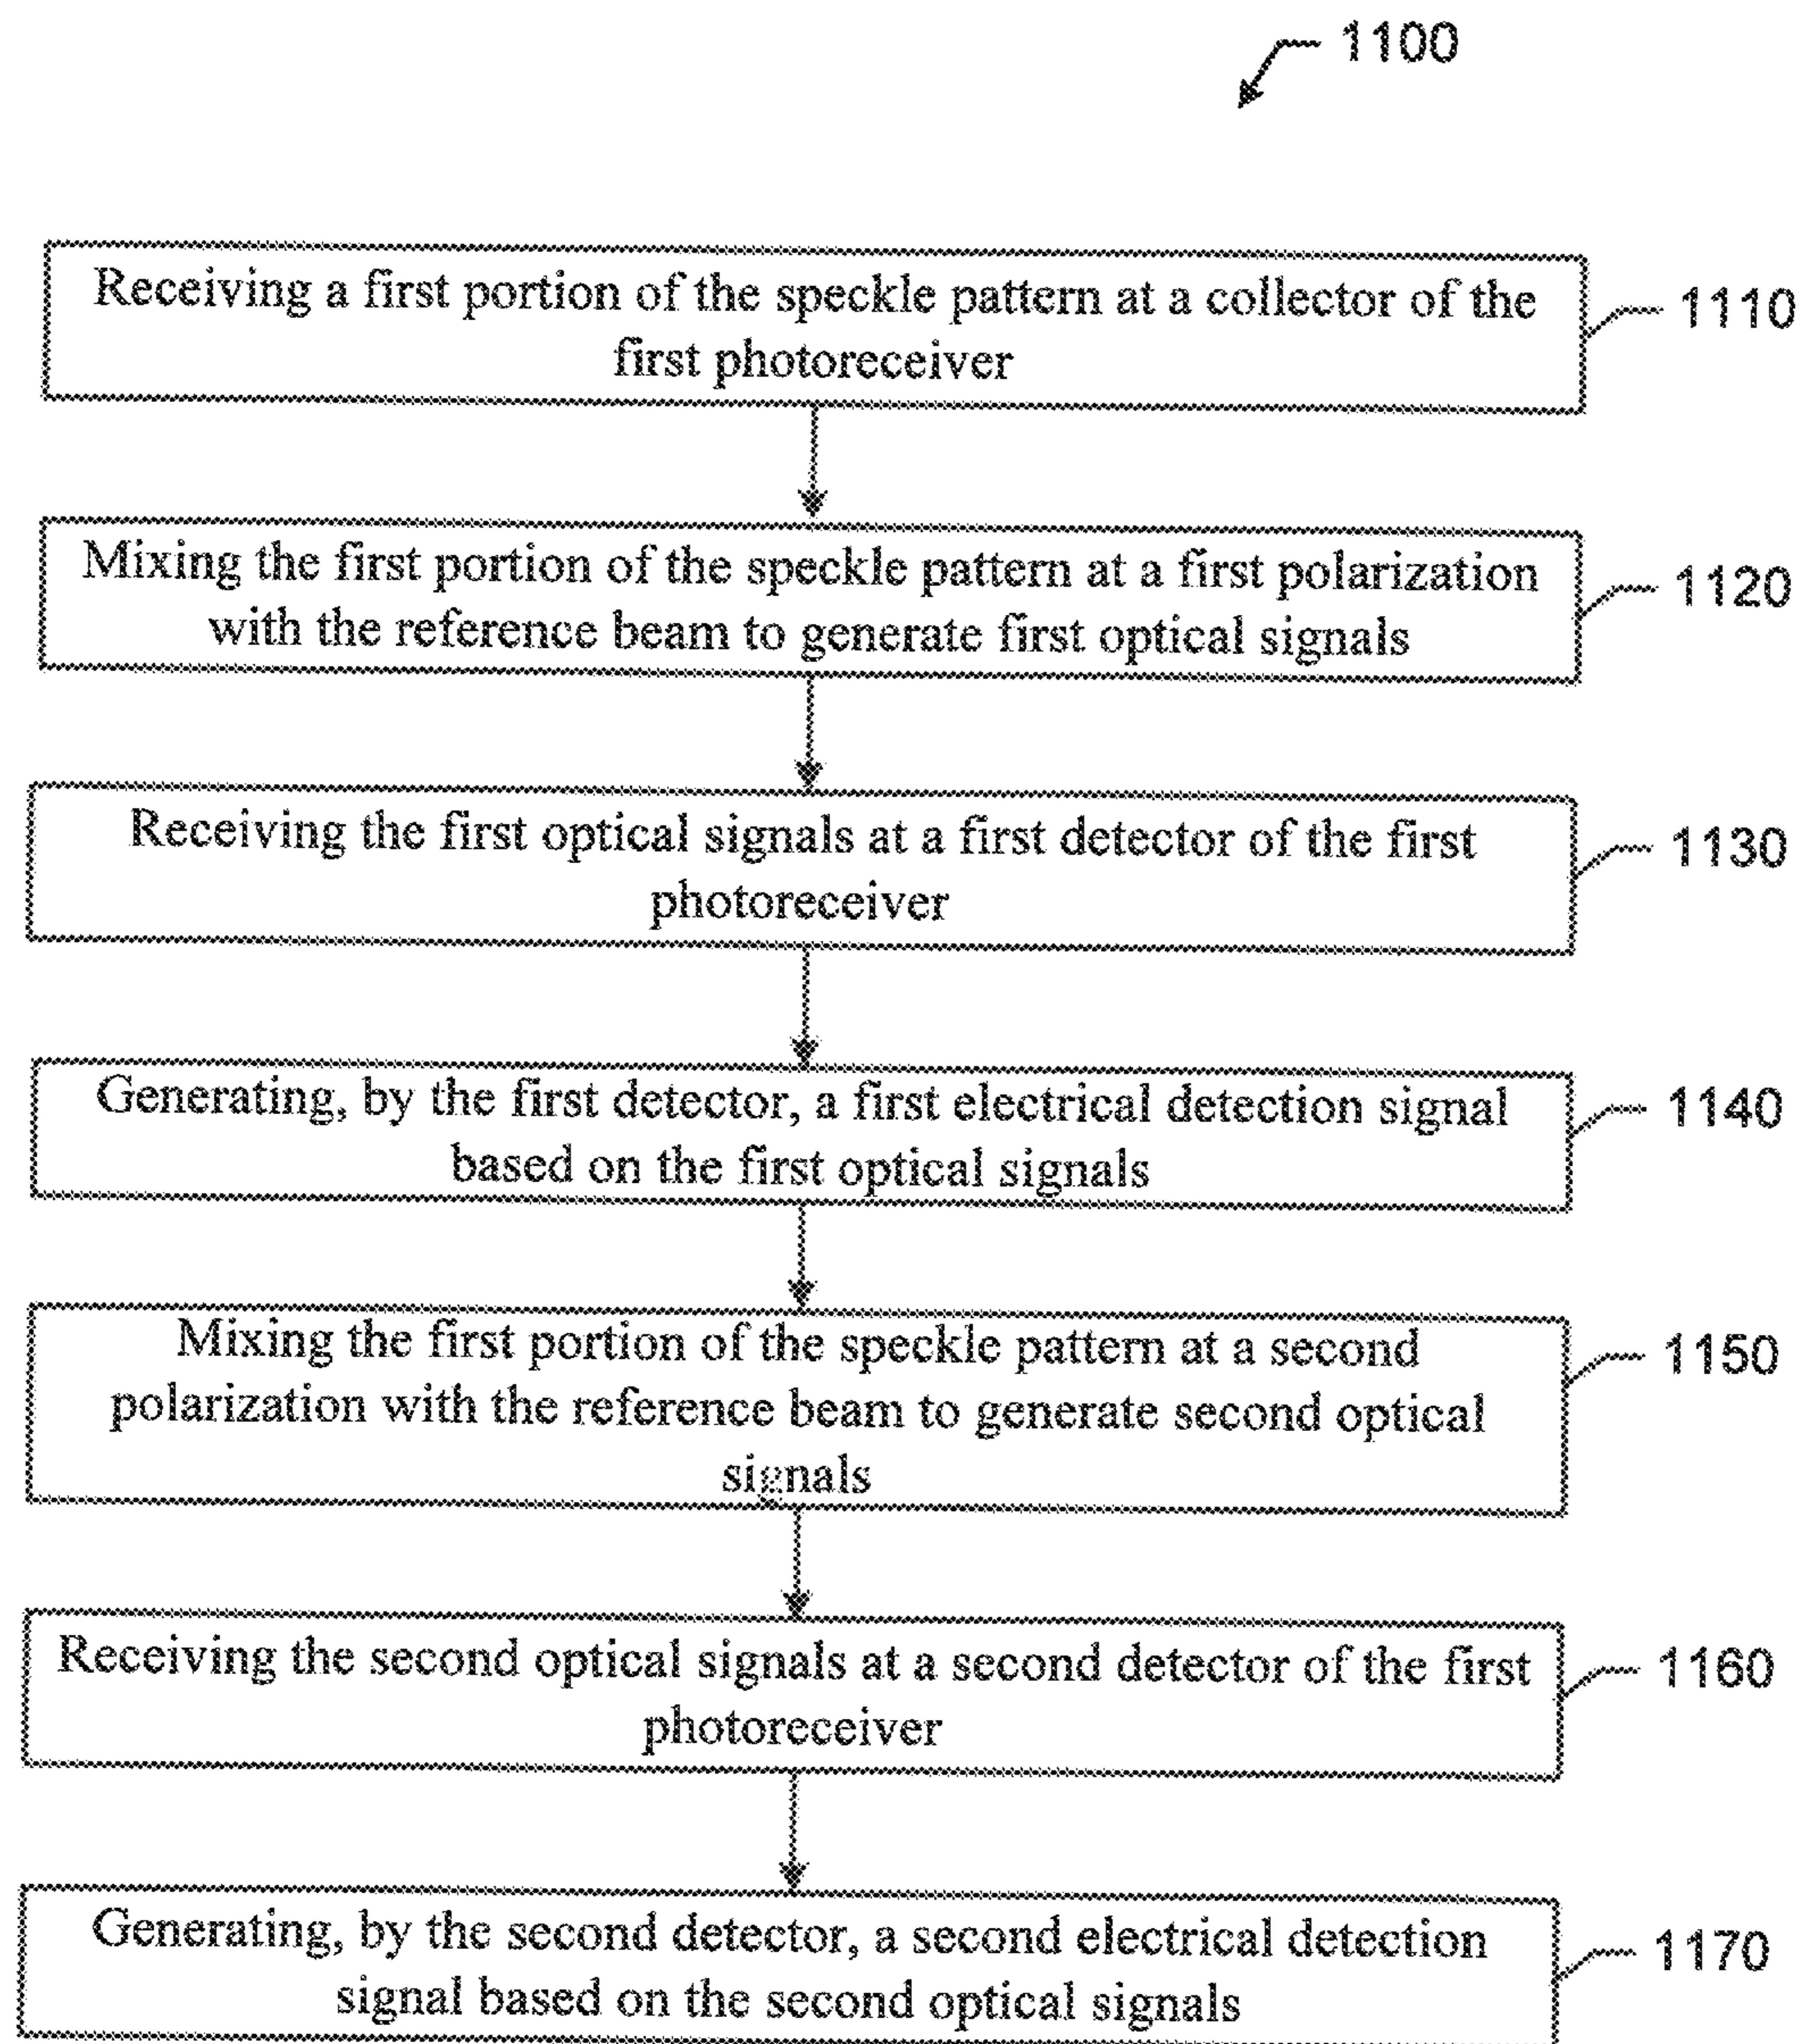 1100
Receiving a first portion of the speckle pattern at a collector of the
first photoreceiver
1110
Mixing the first portion of the speckle pattern at a first polarization
with the reference beam to generate first optical signals
1120
Receiving the first optical signals at a first detector of the first
photoreceiver
1130
Generating, by the first detector, a first electrical detection signal
based on the first optical signals
1140
Mixing the first portion of the speckle pattern at a second
polarization with the reference beam to generate second optical
signals
1150
Receiving the second optical signals at a second detector of the first
photoreceiver
1160
Generating, by the second detector, a second electrical detection
signal based on the second optical signals
1170